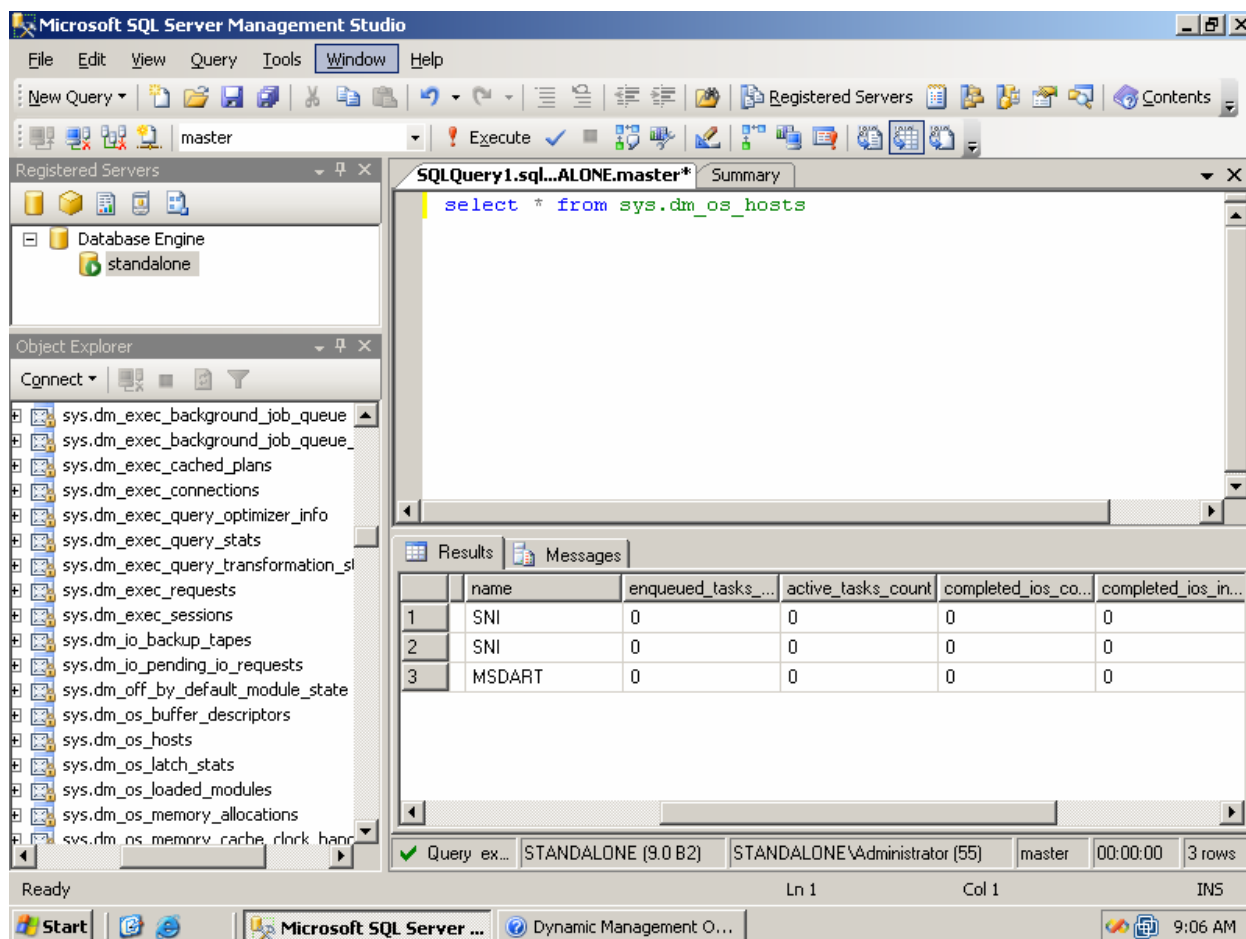 Microsoft SQL Server Management Studio
File Edit View Query Tools Window Help
New Query Registered Servers Contents
master Execute
Registered Servers
Database Engine
standalone
Object Explorer
Connect
sys.dm_exec_background_job_queue
sys.dm_exec_background_job_queue_
sys.dm_exec_cached_plans
sys.dm_exec_connections
sys.dm_exec_query_optimizer_info
sys.dm_exec_query_stats
sys.dm_exec_query_transformation_st
sys.dm_exec_requests
sys.dm_exec_sessions
sys.dm_io_backup_tapes
sys.dm_io_pending_io_requests
sys.dm_off_by_default_module_state
sys.dm_os_buffer_descriptors
sys.dm_os_hosts
sys.dm_os_latch_stats
sys.dm_os_loaded_modules
sys.dm_os_memory_allocations
sys.dm_os_memory_cache_clock_hand
SQLQuery1.sql...ALONE.master* Summary
select * from sys.dm_os_hosts
Results Messages
name enqueued_tasks_... active_tasks_count completed_ios_co... completed_ios_in...
1 SNI 0 0 0 0
2 SNI 0 0 0 0
3 MSDART 0 0 0 0
Query ex... STANDALONE (9.0 B2) STANDALONE\Administrator (55) master 00:00:00 3 rows
Ready Ln 1 Col 1 INS
Start Microsoft SQL Server ... Dynamic Management O... 9:06 AM